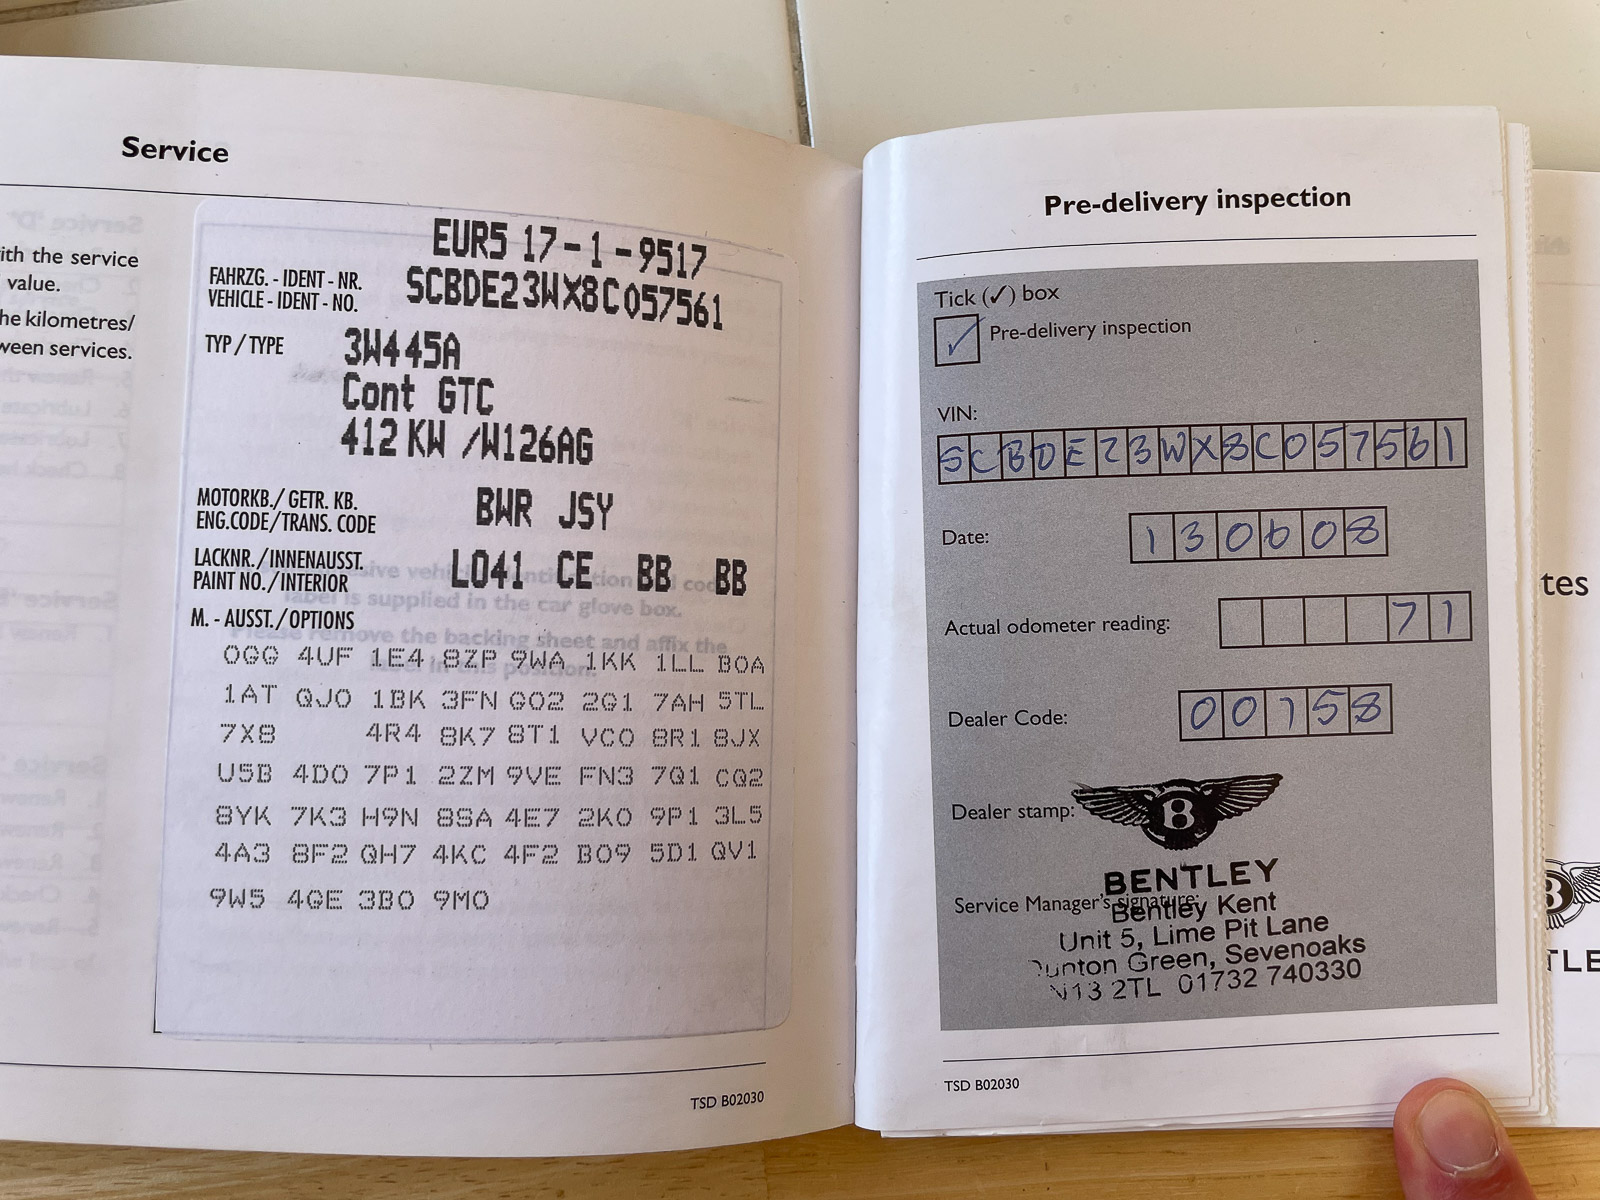 Service
ith the service
value.
he kilometres/
ween services.
EUR5 17-1-9517
FAHRZG. - IDENT - NR.
VEHICLE - IDENT - NO.
SCBDE23WX8C057561
TYP / TYPE
3W445A
Cont GTC
412 KW /W126AG
MOTORKB./ GETR. KB.
ENG.CODE/TRANS. CODE
BWR JSY
LACKNR./INNENAUSST.
PAINT NO./INTERIOR
L041 CE BB BB
M. - AUSST./OPTIONS
0GG 4UF 1E4 8ZP 9WA 1KK 1LL B0A
1AT QJ0 1BK 3FN G02 2G1 7AH 5TL
7X8 4R4 8K7 8T1 VC0 8R1 8JX
U5B 4D0 7P1 2ZM 9VE FN3 7Q1 CQ2
8YK 7K3 H9N 8SA 4E7 2K0 9P1 3L5
4A3 8F2 QH7 4KC 4F2 B09 5D1 QV1
9W5 4GE 3B0 9M0
TSD B02030
Pre-delivery inspection
Tick (✓) box
✓ Pre-delivery inspection
VIN:
SCBDE23WX8C057561
Date:
130608
Actual odometer reading:
71
Dealer Code:
00758
Dealer stamp:
B
BENTLEY
Service Manager's signature:
Bentley Kent
Unit 5, Lime Pit Lane
Dunton Green, Sevenoaks
N13 2TL 01732 740330
TSD B02030
tes
B
TLE